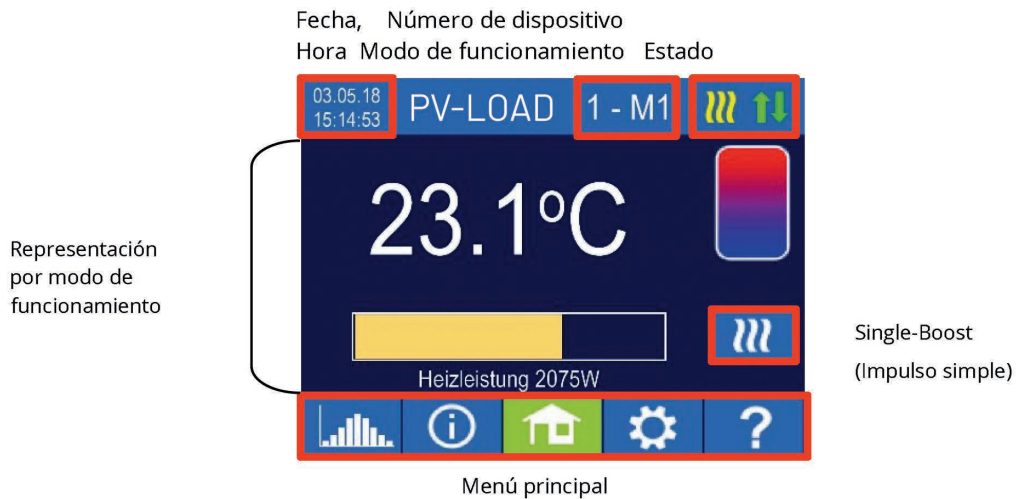 Fecha, Número de dispositivo
Hora Modo de funcionamiento Estado
03.05.18
15:14:53
PV-LOAD
1 - M1
23.1°C
Representación
por modo de
funcionamiento
Single-Boost
(Impulso simple)
Heizleistung 2075W
i
?
Menú principal